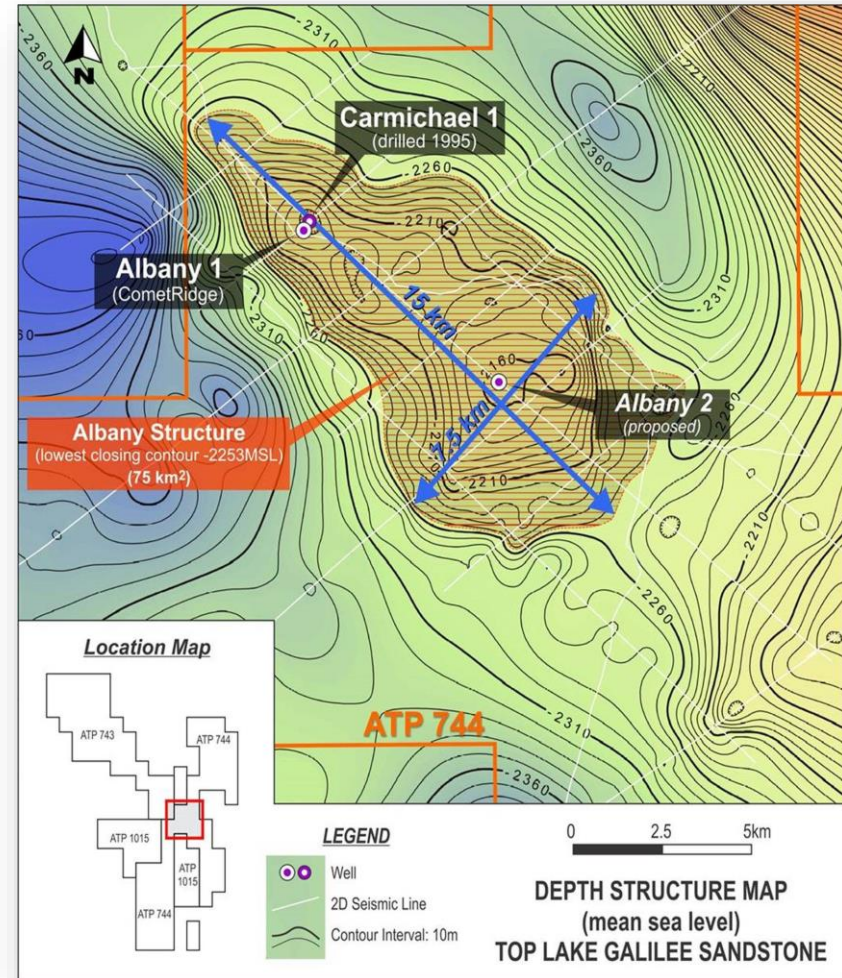 -2360
-2210
N
Carmichael 1
(drilled 1995)
-2360
-2260
-2210
Albany 1
(CometRidge)
-2310
-2310
15 km
Albany 2
(proposed)
7.5 km
Albany Structure
(lowest closing contour -2253MSL)
(75 km²)
-2210
-2210
-2260
-2310
-2360
ATP 744
Location Map
ATP 743
ATP 744
ATP 1015
ATP
1015
ATP 744
LEGEND
Well
2D Seismic Line
Contour Interval: 10m
0 2.5 5km
DEPTH STRUCTURE MAP
(mean sea level)
TOP LAKE GALILEE SANDSTONE